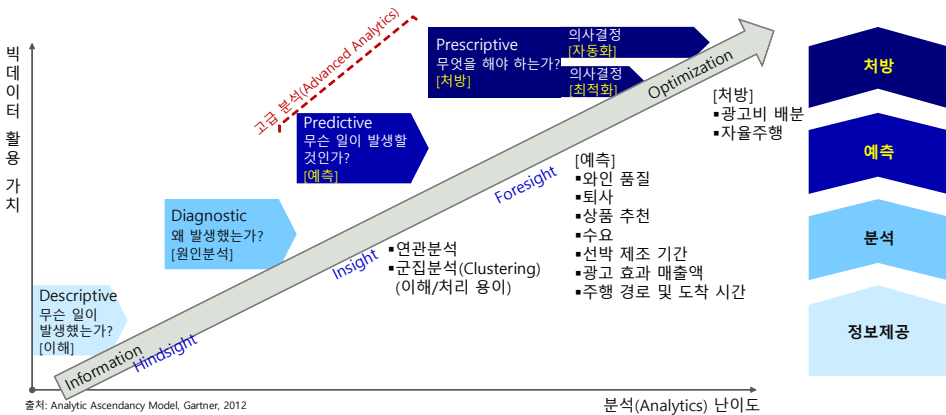 빅데이터 활용 가치
고급 분석(Advanced Analytics)
Prescriptive
무엇을 해야 하는가?
[처방]
의사결정
[자동화]
의사결정
[최적화]
Predictive
무슨 일이 발생할
것인가?
[예측]
Diagnostic
왜 발생했는가?
[원인분석]
Descriptive
무슨 일이
발생했는가?
[이해]
Information
Optimization
Hindsight
Insight
Foresight
▪연관분석
▪군집분석(Clustering)
(이해/처리 용이)
[예측]
▪와인 품질
▪퇴사
▪상품 추천
▪수요
▪선박 제조 기간
▪광고 효과 매출액
▪주행 경로 및 도착 시간
[처방]
▪광고비 배분
▪자율주행
처방
예측
분석
정보제공
출처: Analytic Ascendancy Model, Gartner, 2012
분석(Analytics) 난이도